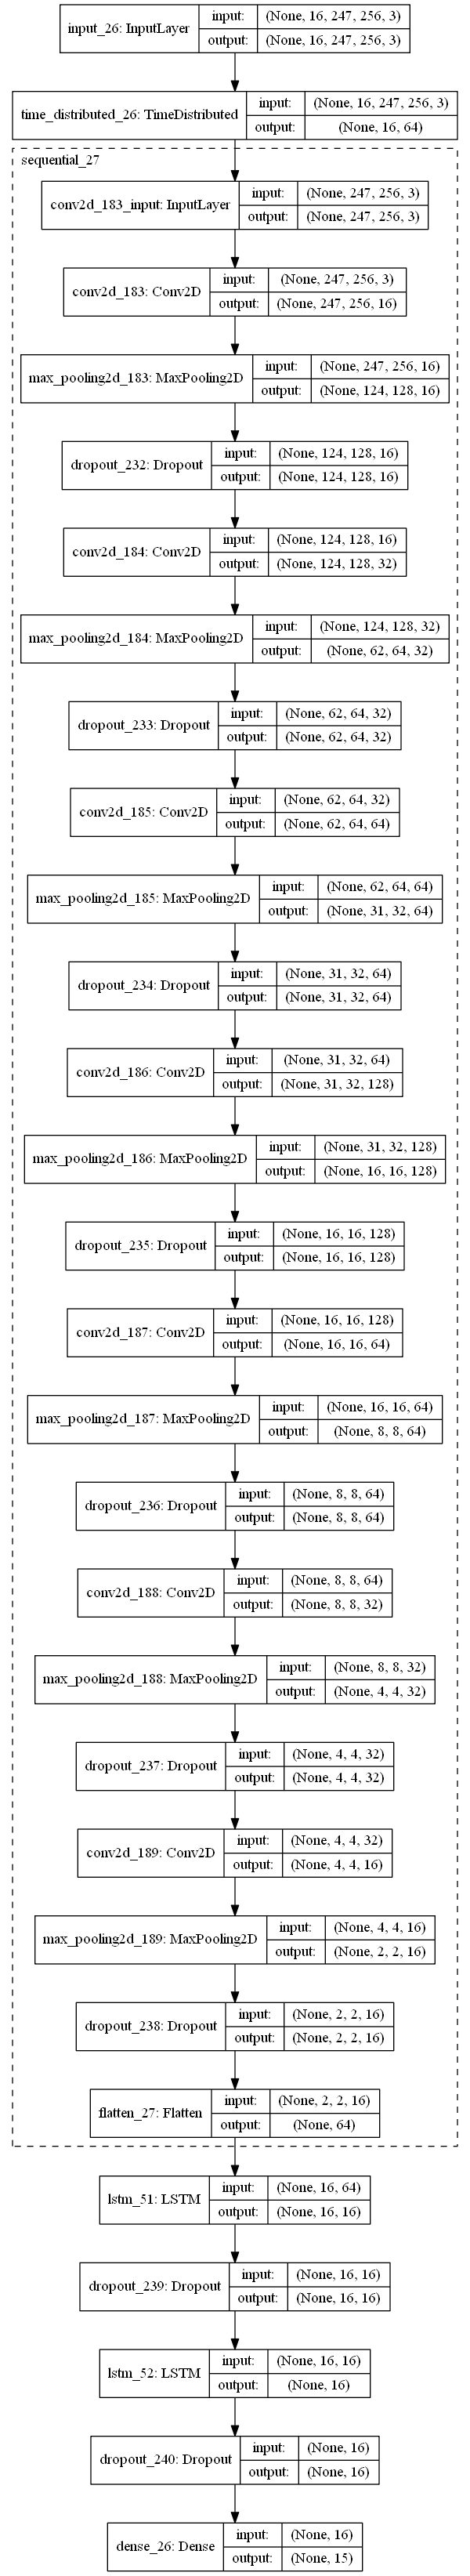 input_26: InputLayer
input: (None, 16, 247, 256, 3)
output: (None, 16, 247, 256, 3)
time_distributed_26: TimeDistributed
input: (None, 16, 247, 256, 3)
output: (None, 16, 64)
sequential_27
conv2d_183_input: InputLayer
input: (None, 247, 256, 3)
output: (None, 247, 256, 3)
conv2d_183: Conv2D
input: (None, 247, 256, 3)
output: (None, 247, 256, 16)
max_pooling2d_183: MaxPooling2D
input: (None, 247, 256, 16)
output: (None, 124, 128, 16)
dropout_232: Dropout
input: (None, 124, 128, 16)
output: (None, 124, 128, 16)
conv2d_184: Conv2D
input: (None, 124, 128, 16)
output: (None, 124, 128, 32)
max_pooling2d_184: MaxPooling2D
input: (None, 124, 128, 32)
output: (None, 62, 64, 32)
dropout_233: Dropout
input: (None, 62, 64, 32)
output: (None, 62, 64, 32)
conv2d_185: Conv2D
input: (None, 62, 64, 32)
output: (None, 62, 64, 64)
max_pooling2d_185: MaxPooling2D
input: (None, 62, 64, 64)
output: (None, 31, 32, 64)
dropout_234: Dropout
input: (None, 31, 32, 64)
output: (None, 31, 32, 64)
conv2d_186: Conv2D
input: (None, 31, 32, 64)
output: (None, 31, 32, 128)
max_pooling2d_186: MaxPooling2D
input: (None, 31, 32, 128)
output: (None, 16, 16, 128)
dropout_235: Dropout
input: (None, 16, 16, 128)
output: (None, 16, 16, 128)
conv2d_187: Conv2D
input: (None, 16, 16, 128)
output: (None, 16, 16, 64)
max_pooling2d_187: MaxPooling2D
input: (None, 16, 16, 64)
output: (None, 8, 8, 64)
dropout_236: Dropout
input: (None, 8, 8, 64)
output: (None, 8, 8, 64)
conv2d_188: Conv2D
input: (None, 8, 8, 64)
output: (None, 8, 8, 32)
max_pooling2d_188: MaxPooling2D
input: (None, 8, 8, 32)
output: (None, 4, 4, 32)
dropout_237: Dropout
input: (None, 4, 4, 32)
output: (None, 4, 4, 32)
conv2d_189: Conv2D
input: (None, 4, 4, 32)
output: (None, 4, 4, 16)
max_pooling2d_189: MaxPooling2D
input: (None, 4, 4, 16)
output: (None, 2, 2, 16)
dropout_238: Dropout
input: (None, 2, 2, 16)
output: (None, 2, 2, 16)
flatten_27: Flatten
input: (None, 2, 2, 16)
output: (None, 64)
lstm_51: LSTM
input: (None, 16, 64)
output: (None, 16, 16)
dropout_239: Dropout
input: (None, 16, 16)
output: (None, 16, 16)
lstm_52: LSTM
input: (None, 16, 16)
output: (None, 16)
dropout_240: Dropout
input: (None, 16)
output: (None, 16)
dense_26: Dense
input: (None, 16)
output: (None, 15)